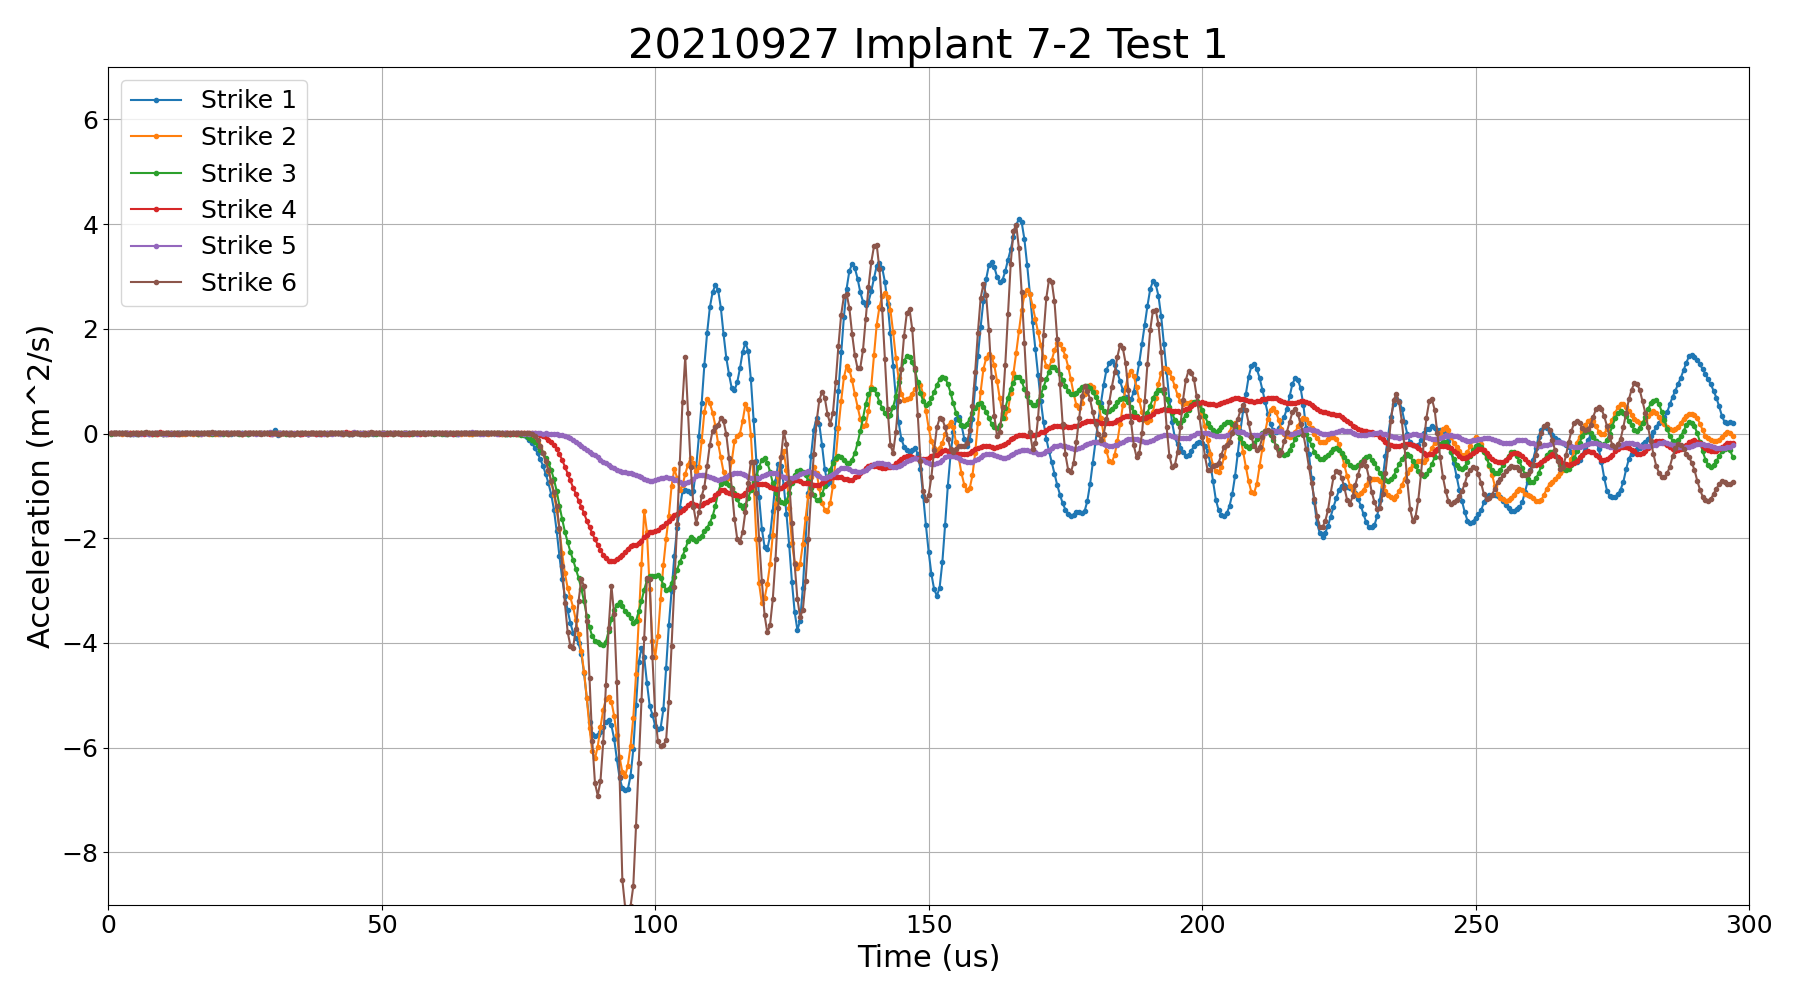 20210927 Implant 7-2 Test 1
Strike 1
Strike 2
Strike 3
Strike 4
Strike 5
Strike 6
Acceleration (m^2/s)
6
4
2
0
−2
−4
−6
−8
0 50 100 150 200 250 300
Time (us)